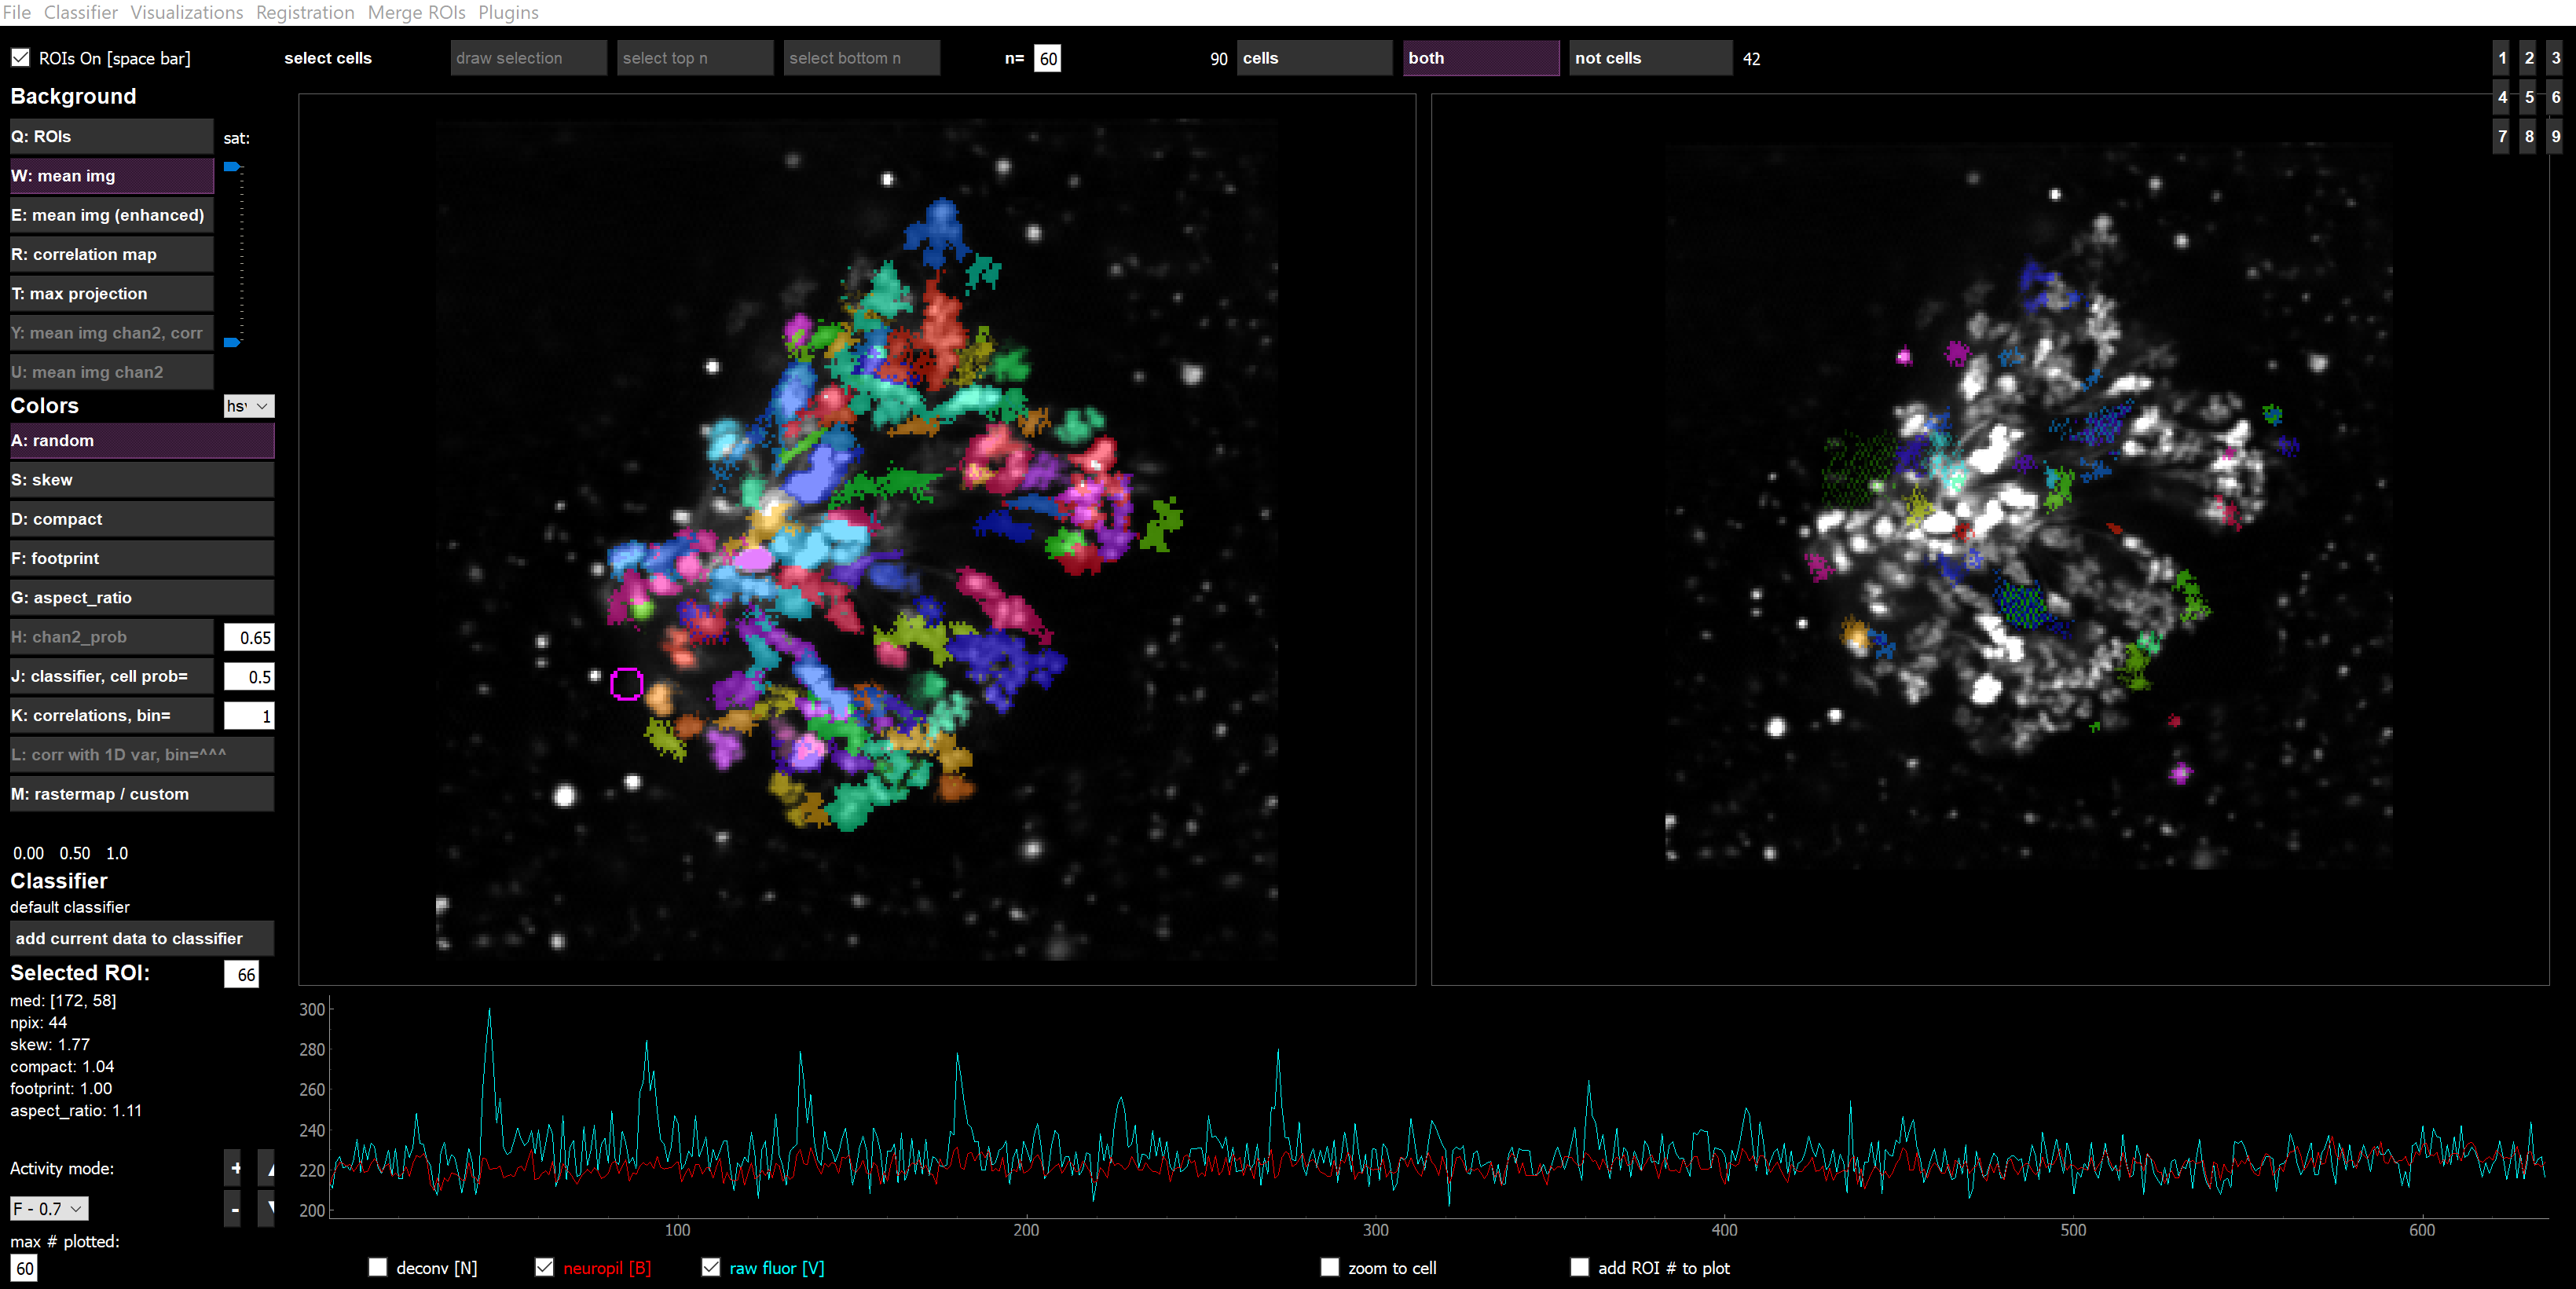 File Classifier Visualizations Registration Merge ROIs Plugins
ROIs On [space bar] select cells draw selection select top n select bottom n n= 60 90 cells both not cells 42
1 2 3
4 5 6
7 8 9
Background
Q: ROIs sat:
W: mean img
E: mean img (enhanced)
R: correlation map
T: max projection
Y: mean img chan2, corr
U: mean img chan2
Colors hsv
A: random
S: skew
D: compact
F: footprint
G: aspect_ratio
H: chan2_prob 0.65
J: classifier, cell prob= 0.5
K: correlations, bin= 1
L: corr with 1D var, bin=^^^
M: rastermap / custom
0.00 0.50 1.0
Classifier
default classifier
add current data to classifier
Selected ROI: 66
med: [172, 58]
npix: 44
skew: 1.77
compact: 1.04
footprint: 1.00
aspect_ratio: 1.11
Activity mode: +
F - 0.7 -
max # plotted:
60
300
280
260
240
220
200
100 200 300 400 500 600
deconv [N] neuropil [B] raw fluor [V] zoom to cell add ROI # to plot